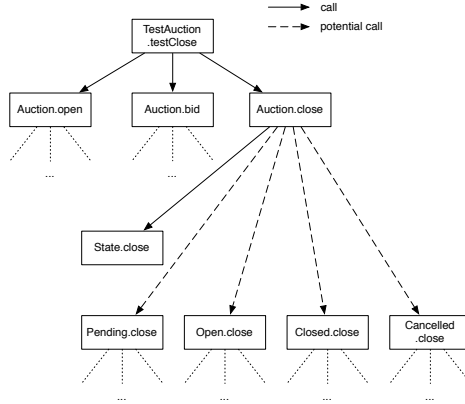 call
potential call
TestAuction
.testClose
Auction.open
Auction.bid
Auction.close
...
...
State.close
Pending.close
Open.close
Closed.close
Cancelled
.close
...
...
...
...